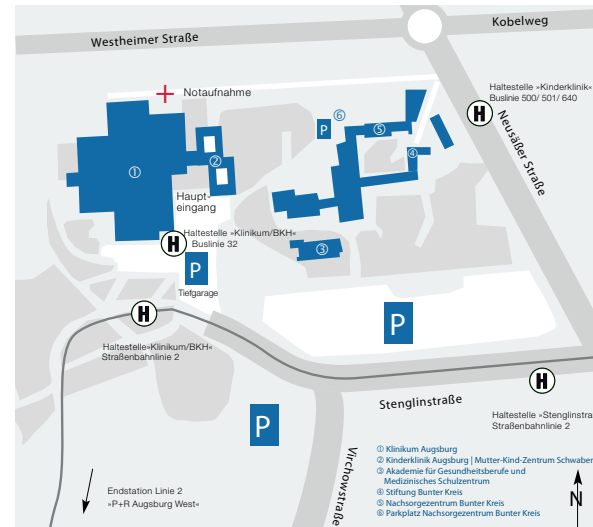 Kobelweg
Westheimer Straße
Notaufnahme
Haltestelle »Kinderklinik«
Buslinie 500/ 501/ 640
Neusäßer Straße
⑥
P
⑤
④
①
②
Haupt-
eingang
H
Haltestelle »Klinikum/BKH«
Buslinie 32
③
H
P
Tiefgarage
H
P
Haltestelle»Klinikum/BKH«
Straßenbahnlinie 2
H
Stenglinstraße
Haltestelle »Stenglinstra
Straßenbahnlinie 2
P
Virchowstraße
① Klinikum Augsburg
② Kinderklinik Augsburg | Mutter-Kind-Zentrum Schwaben
③ Akademie für Gesundheitsberufe und
Medizinisches Schulzentrum
④ Stiftung Bunter Kreis
⑤ Nachsorgezentrum Bunter Kreis
⑥ Parkplatz Nachsorgezentrum Bunter Kreis
N
Endstation Linie 2
»P+R Augsburg West«